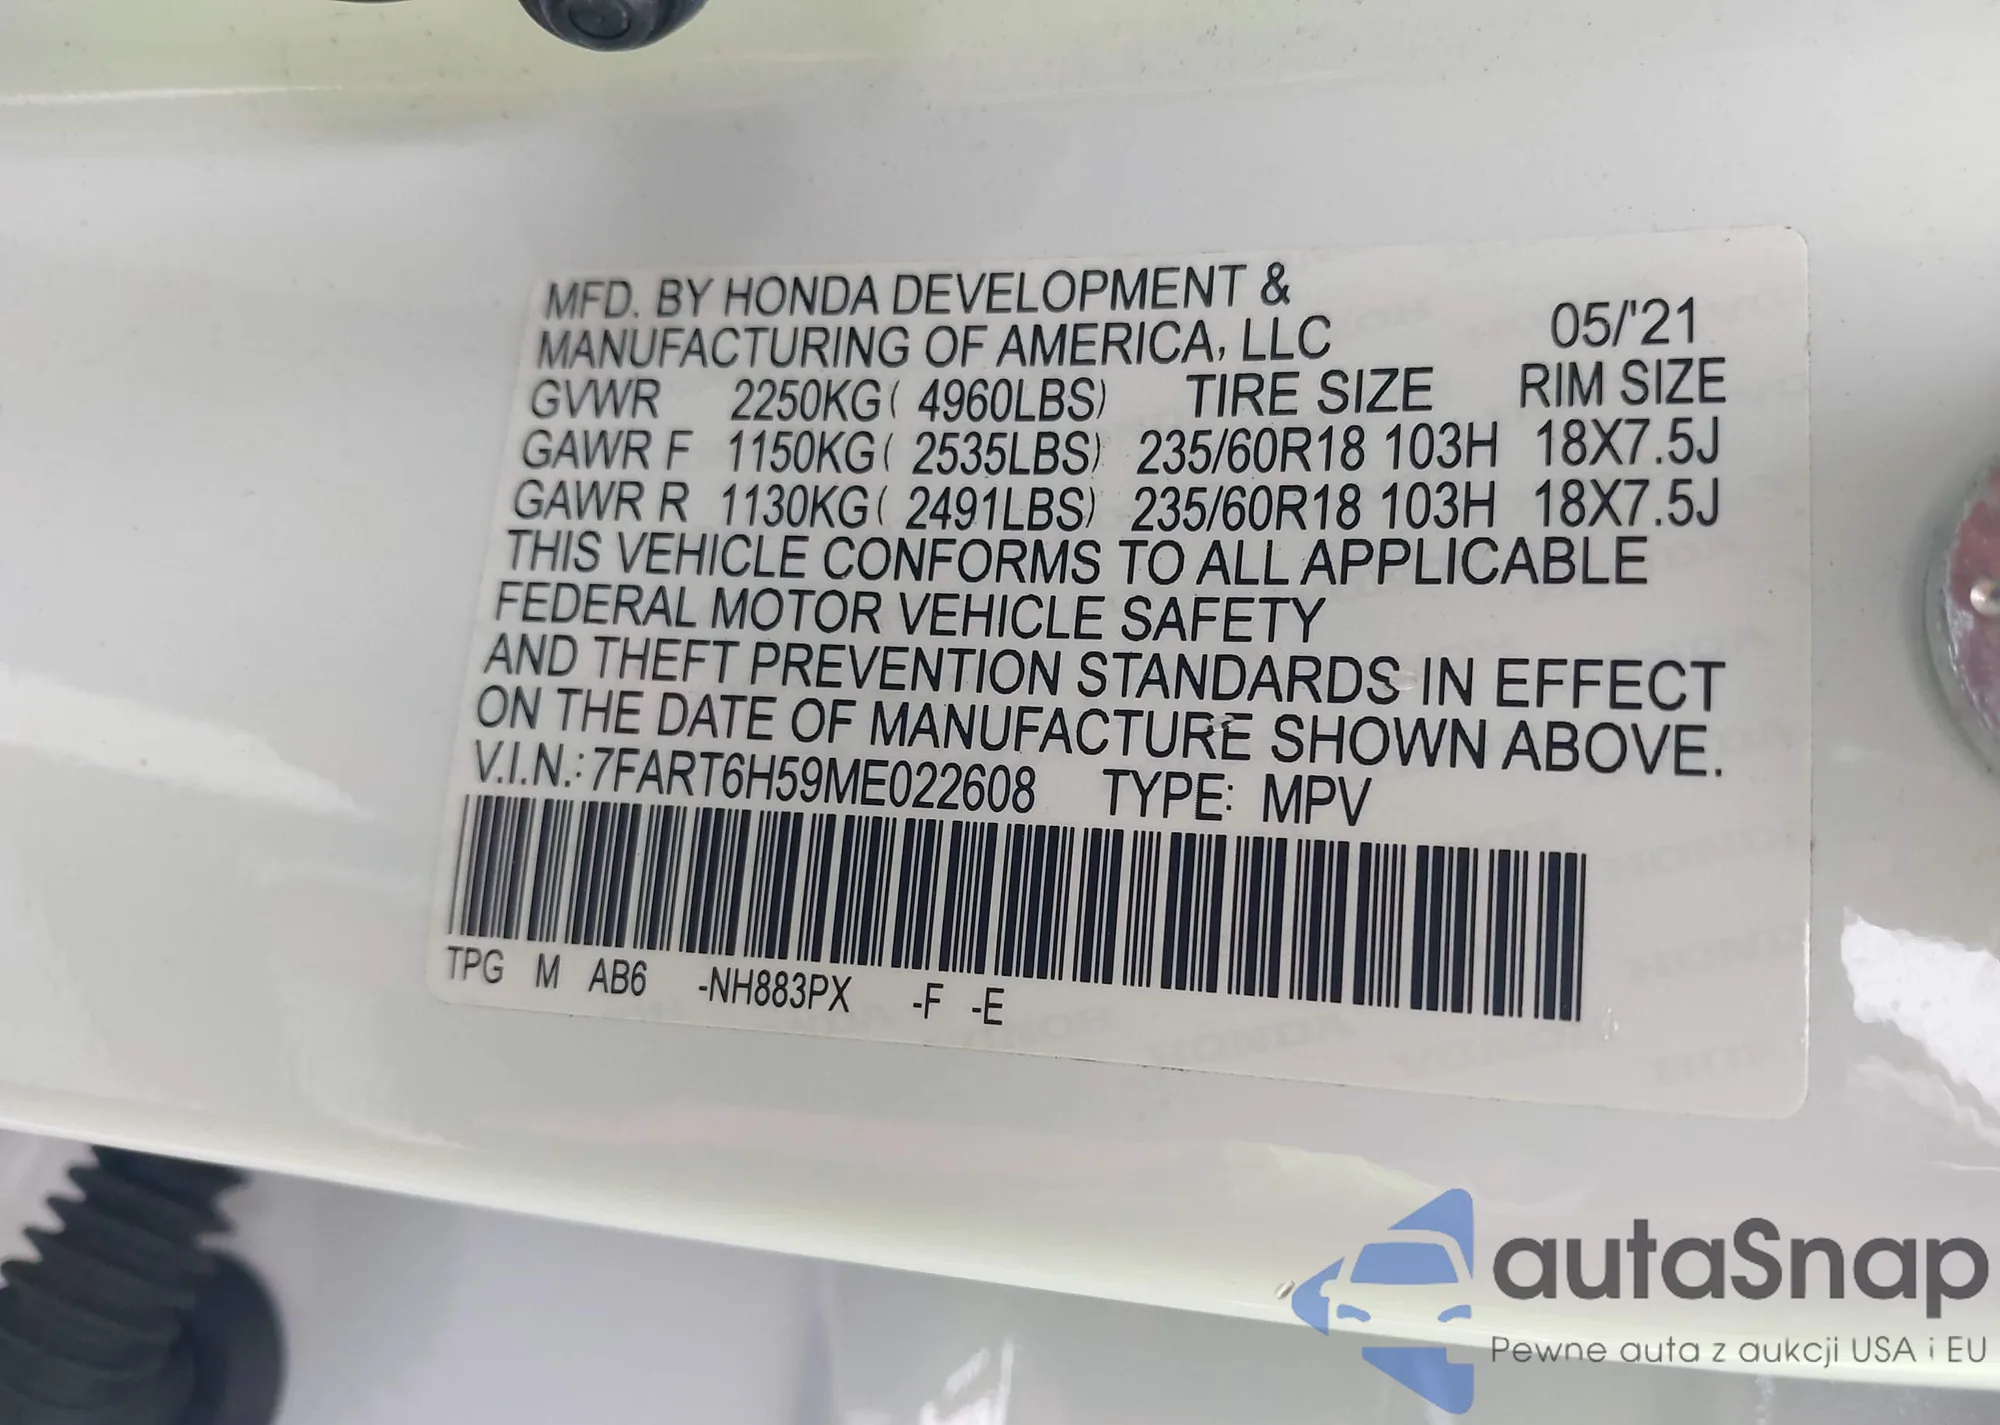 MFD. BY HONDA DEVELOPMENT &
MANUFACTURING OF AMERICA, LLC 05/'21
GVWR 2250KG( 4960LBS) TIRE SIZE RIM SIZE
GAWR F 1150KG( 2535LBS) 235/60R18 103H 18X7.5J
GAWR R 1130KG( 2491LBS) 235/60R18 103H 18X7.5J
THIS VEHICLE CONFORMS TO ALL APPLICABLE
FEDERAL MOTOR VEHICLE SAFETY
AND THEFT PREVENTION STANDARDS IN EFFECT
ON THE DATE OF MANUFACTURE SHOWN ABOVE.
V.I.N.: 7FART6H59ME022608 TYPE: MPV
TPG M AB6 -NH883PX -F -E
autaSnap
Pewne auta z aukcji USA i EU